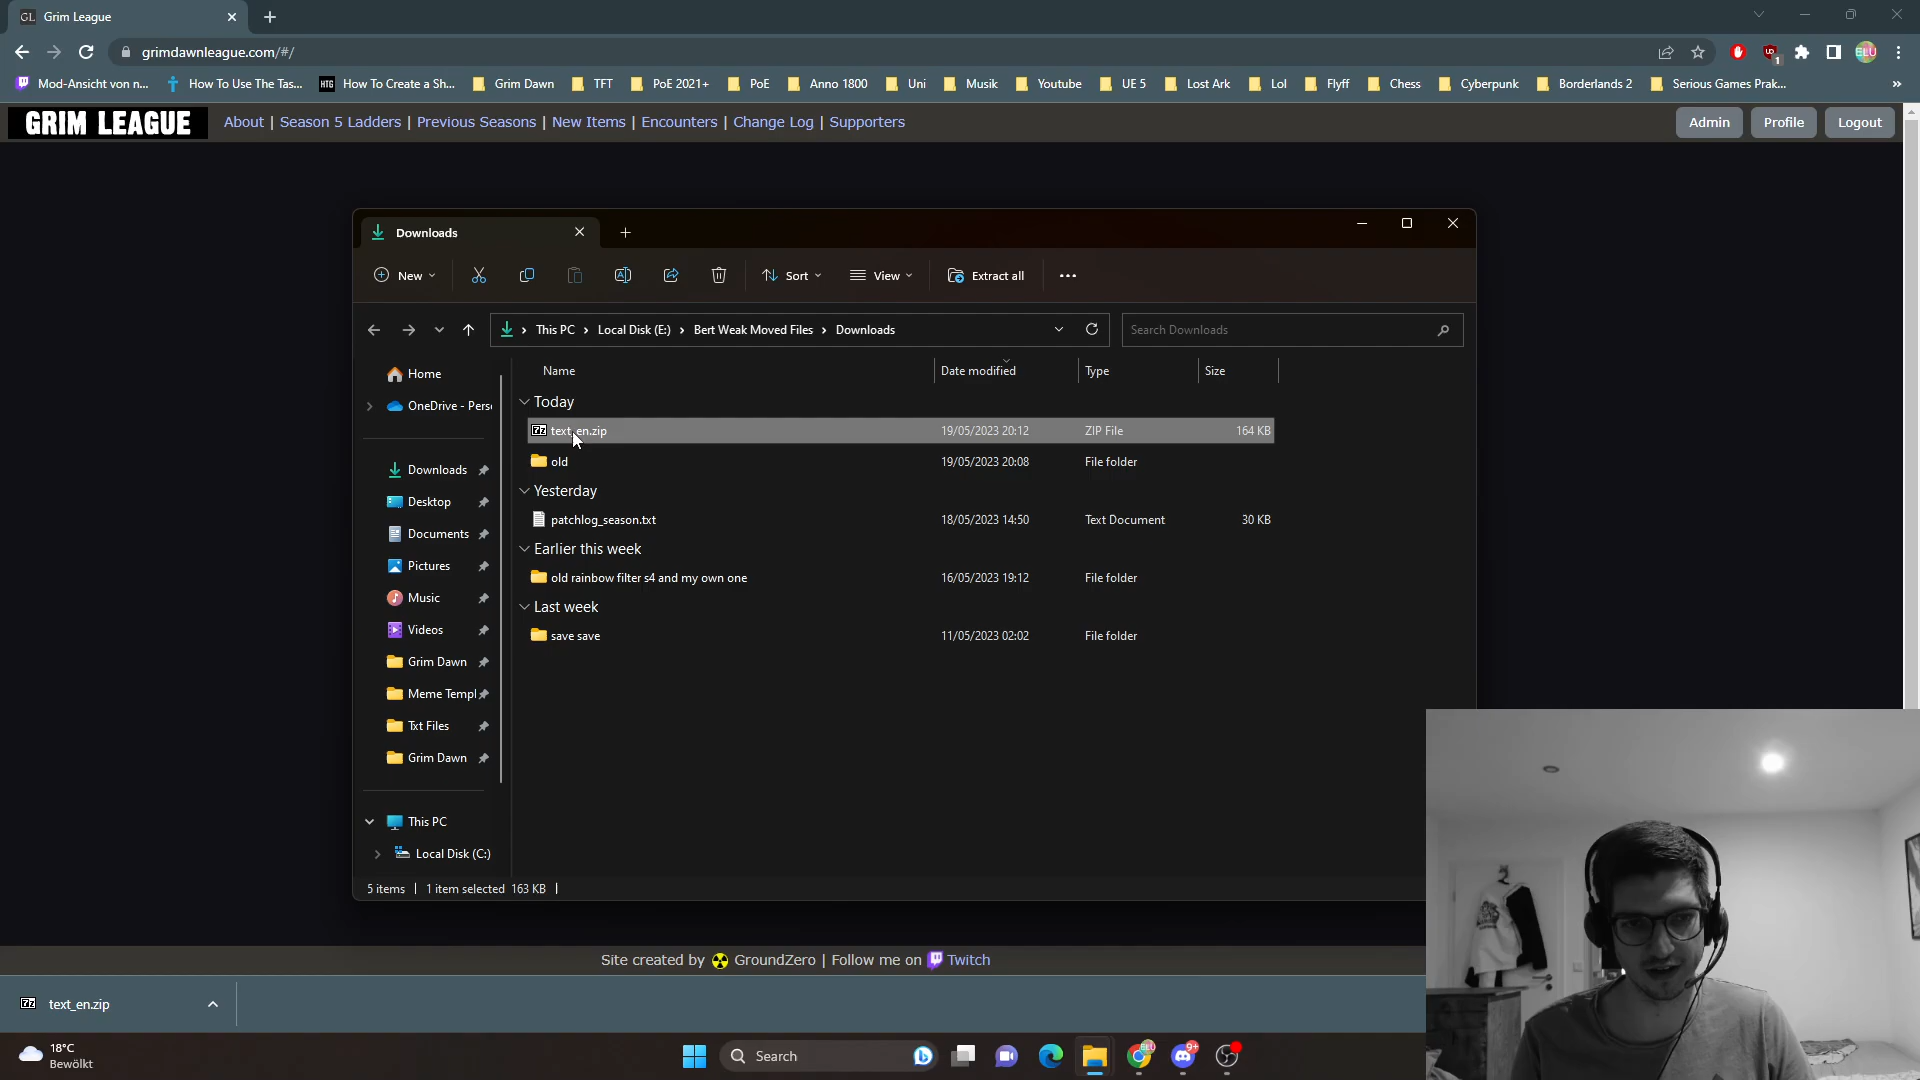 GL Grim League
grimdawnleague.com/#/
Mod-Ansicht von n... How To Use The Tas... HTG How To Create a Sh... Grim Dawn TFT PoE 2021+ PoE Anno 1800 Uni Musik Youtube UE 5 Lost Ark Lol Flyff Chess Cyberpunk Borderlands 2 Serious Games Prak... »
GRIM LEAGUE About | Season 5 Ladders | Previous Seasons | New Items | Encounters | Change Log | Supporters Admin Profile Logout
Downloads
New Sort View Extract all
This PC > Local Disk (E:) > Bert Weak Moved Files > Downloads Search Downloads
Name Date modified Type Size
Home
OneDrive - Pers
Downloads
Desktop
Documents
Pictures
Music
Videos
Grim Dawn
Meme Templ
Txt Files
Grim Dawn
This PC
Local Disk (C:)
Today
text_en.zip 19/05/2023 20:12 ZIP File 164 KB
old 19/05/2023 20:08 File folder
Yesterday
patchlog_season.txt 18/05/2023 14:50 Text Document 30 KB
Earlier this week
old rainbow filter s4 and my own one 16/05/2023 19:12 File folder
Last week
save save 11/05/2023 02:02 File folder
5 items | 1 item selected 163 KB |
Site created by GroundZero | Follow me on Twitch
7z text_en.zip
18°C
Bewölkt
Search
9+